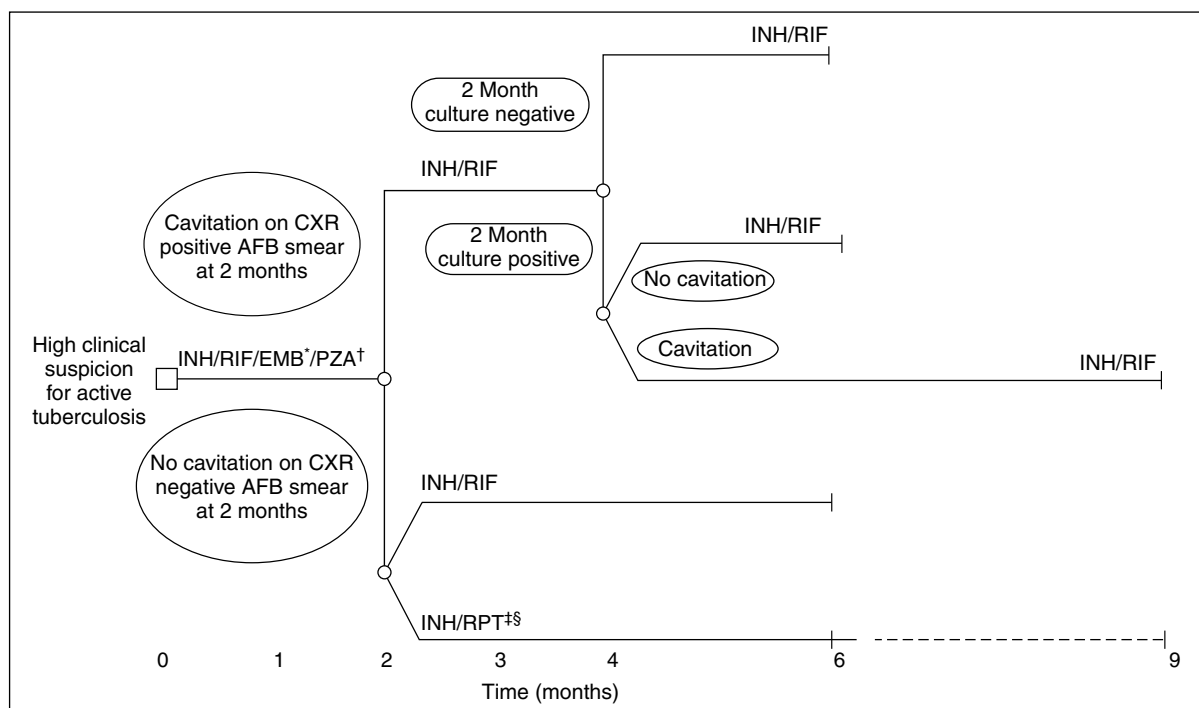 INH/RIF
2 Month
culture negative
INH/RIF
Cavitation on CXR
positive AFB smear
at 2 months
2 Month
culture positive
INH/RIF
No cavitation
Cavitation
INH/RIF
High clinical
suspicion
for active
tuberculosis
INH/RIF/EMB*/PZA†
No cavitation on CXR
negative AFB smear
at 2 months
INH/RIF
INH/RPT‡§
0 1 2 3 4 6 9
Time (months)